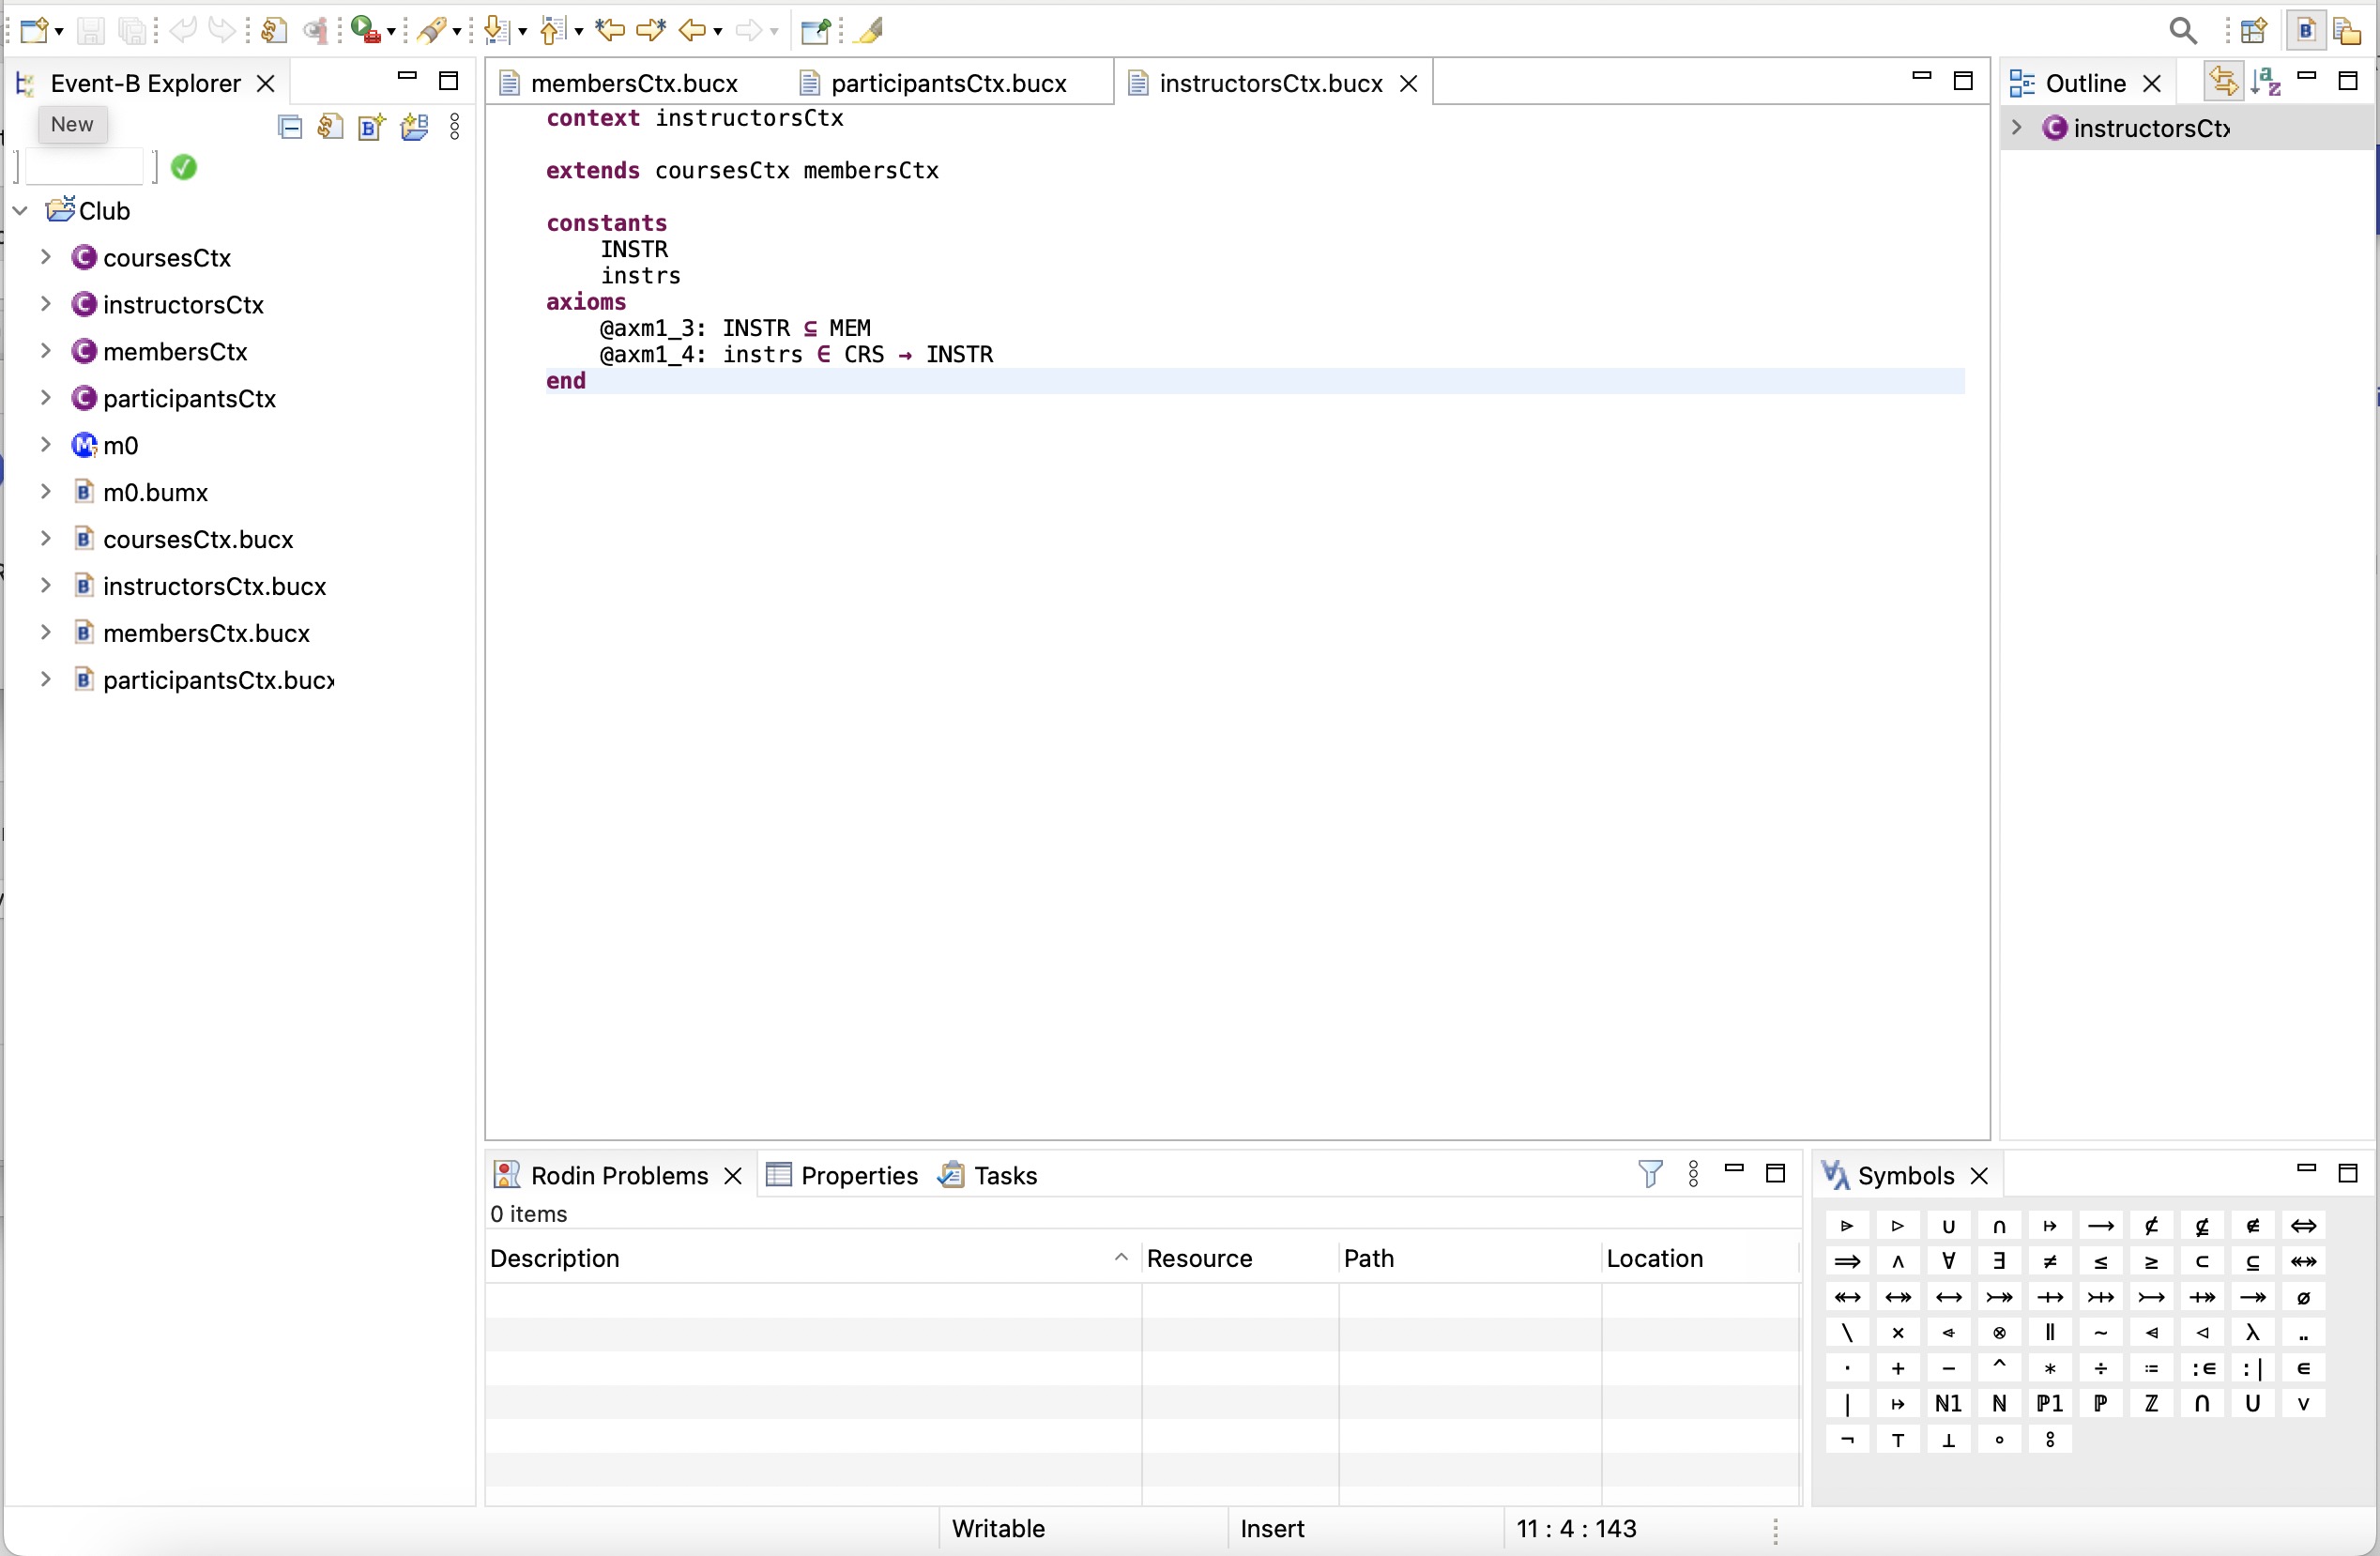 Event-B Explorer
New
Club
coursesCtx
instructorsCtx
membersCtx
participantsCtx
m0
m0.bumx
coursesCtx.bucx
instructorsCtx.bucx
membersCtx.bucx
participantsCtx.bucx
membersCtx.bucx participantsCtx.bucx instructorsCtx.bucx
context instructorsCtx
extends coursesCtx membersCtx
constants
INSTR
instrs
axioms
@axm1_3: INSTR ⊆ MEM
@axm1_4: instrs ∈ CRS → INSTR
end
Outline
instructorsCtx
Rodin Problems Properties Tasks
0 items
Description Resource Path Location
Symbols
⩥ ▷ ∪ ∩ ↦ ⟶ ⊄ ⊈ ∉ ⇔
⇒ ∧ ∀ ∃ ≠ ≤ ≥ ⊂ ⊆ 
 ↔ ⤖ ⇸ ⤔ ↣ ⤀ ↠ ∅
\ × ⊗ ∥ ∼ ⩤ ◁ λ ‥
· + − ^ ∗ ÷ ≔ :∈ :∣ ∈
∣ ↦ ℕ1 ℕ ℙ1 ℙ ℤ ⋂ ⋃ ∨
¬ ⊤ ⊥ ∘
Writable Insert 11 : 4 : 143